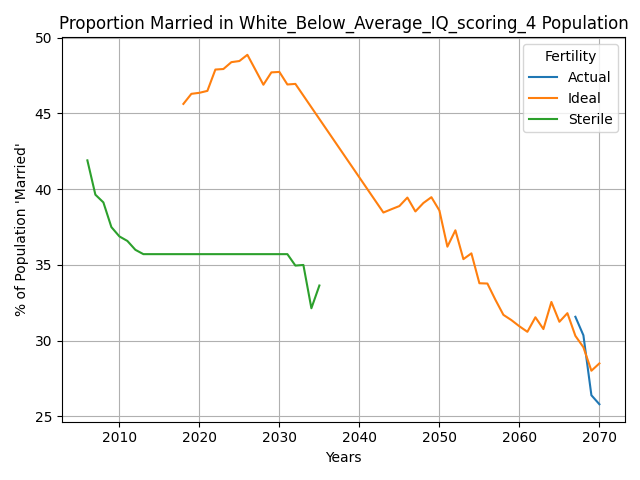 Proportion Married in White_Below_Average_IQ_scoring_4 Population
% of Population 'Married'
50
45
40
35
30
25
Fertility
Actual
Ideal
Sterile
2010 2020 2030 2040 2050 2060 2070
Years